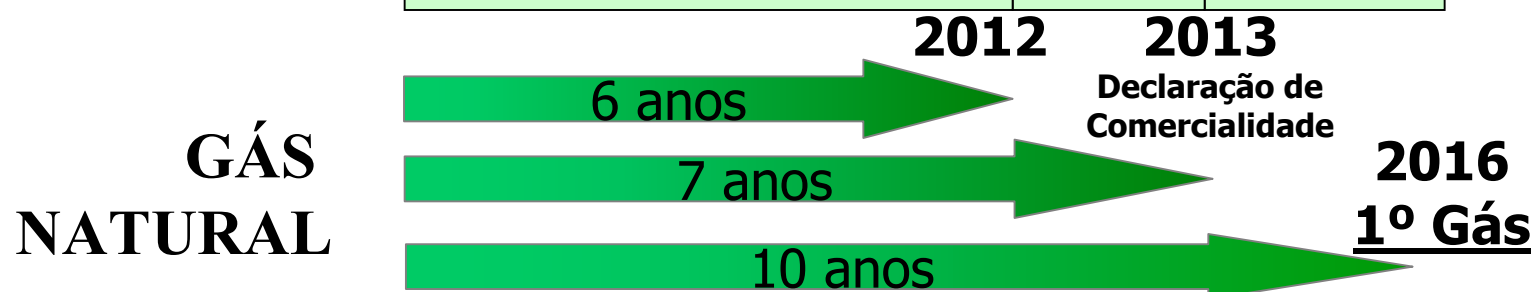 2012
2013
6 anos
Declaração de
Comercialidade
GÁS
NATURAL
7 anos
2016
1º Gás
10 anos